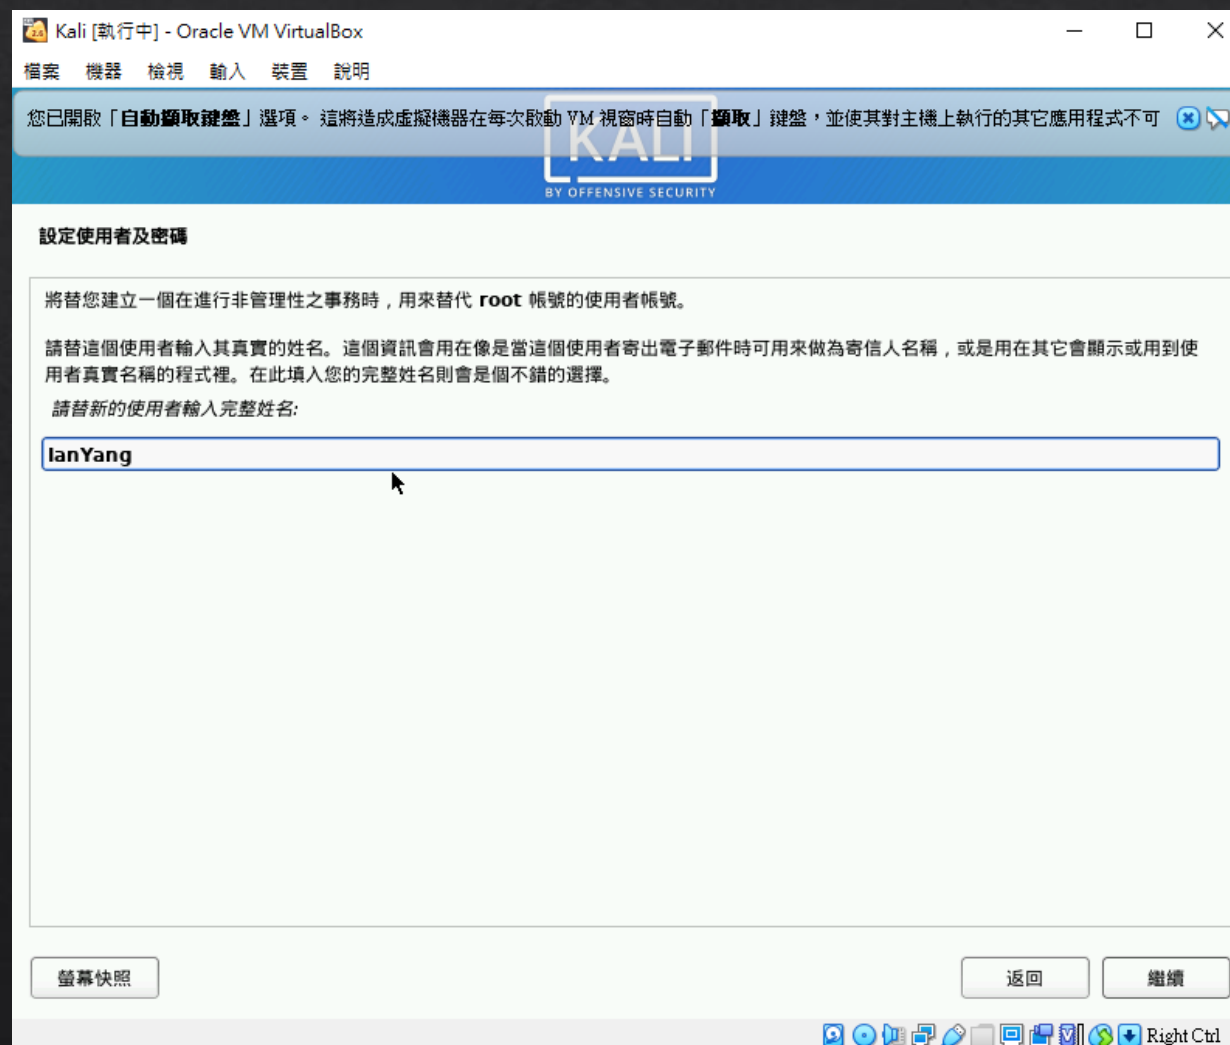 Kali [執行中] - Oracle VM VirtualBox
檔案 機器 檢視 輸入 裝置 說明
您已開啟「自動擷取鍵盤」選項。 這將造成虛擬機器在每次啟動 VM 視窗時自動「擷取」鍵盤，並使其對主機上執行的其它應用程式不可
KALI
BY OFFENSIVE SECURITY
設定使用者及密碼
將替您建立一個在進行非管理性之事務時，用來替代 root 帳號的使用者帳號。
請替這個使用者輸入其真實的姓名。這個資訊會用在像是當這個使用者寄出電子郵件時可用來做為寄信人名稱，或是用在其它會顯示或用到使
用者真實名稱的程式裡。在此填入您的完整姓名則會是個不錯的選擇。
請替新的使用者輸入完整姓名:
IanYang
螢幕快照 返回 繼續
Right Ctrl